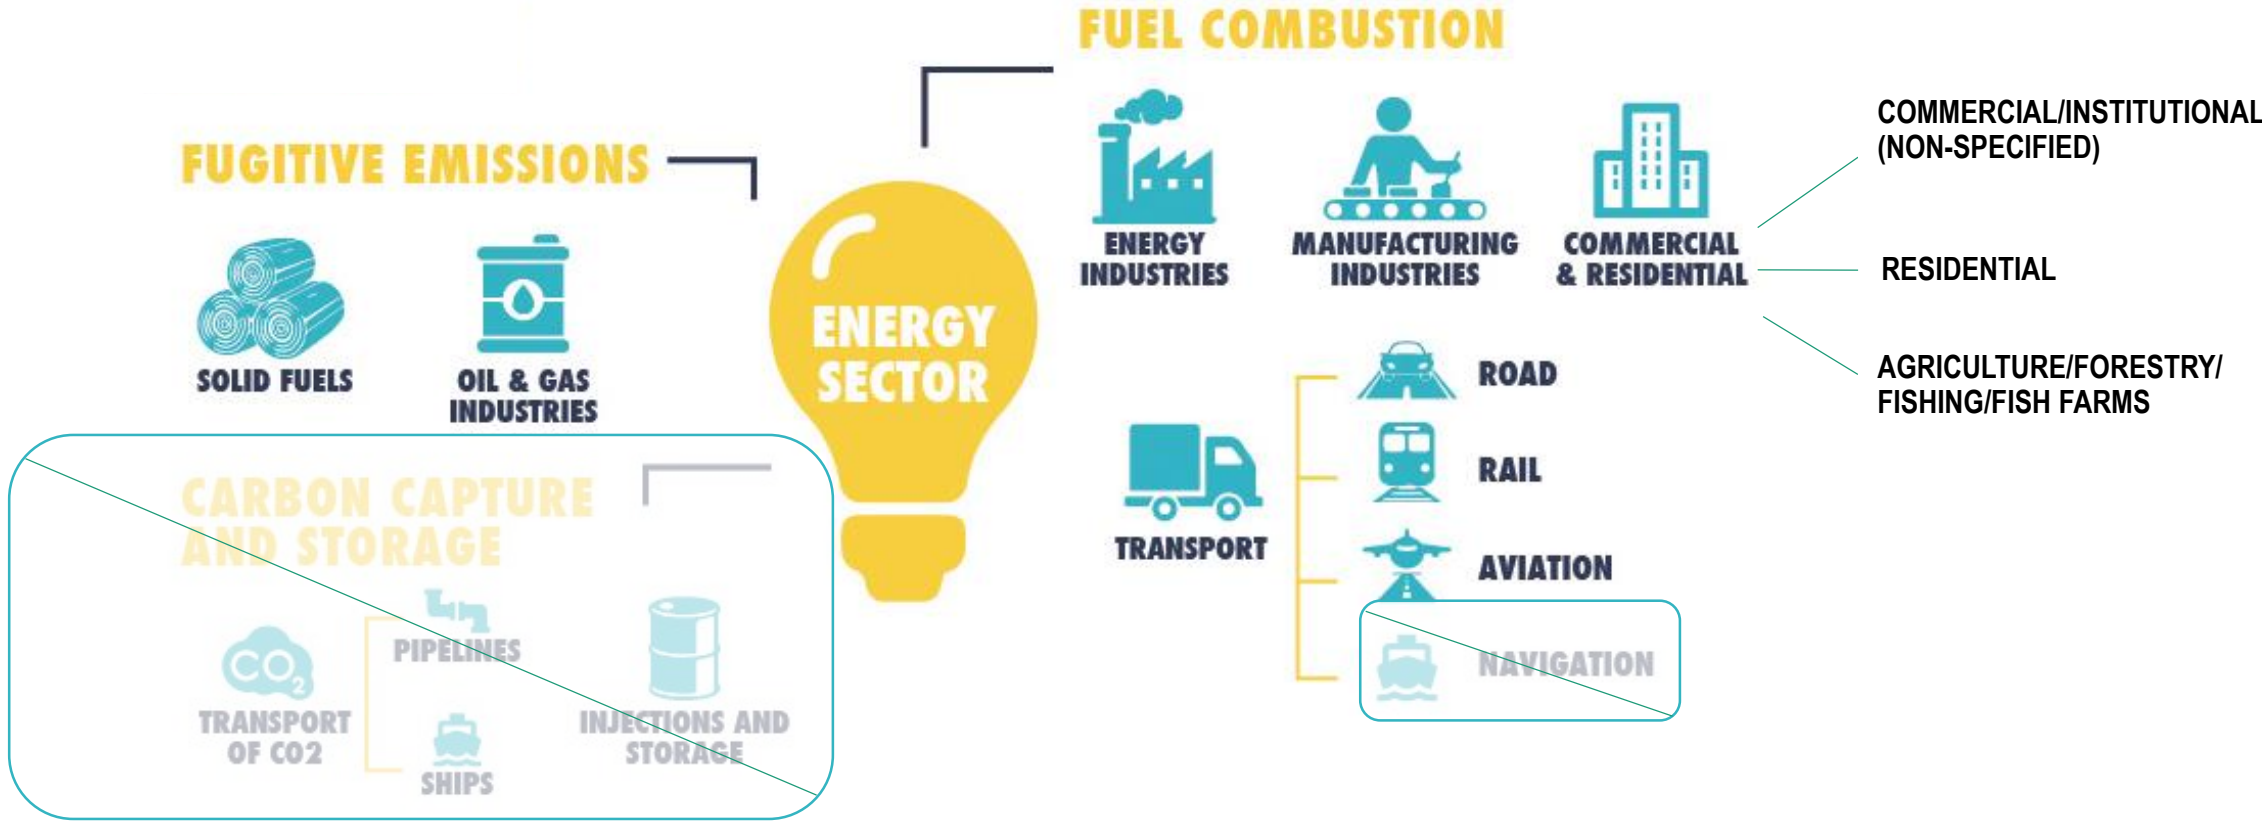 FUEL COMBUSTION
ENERGY
INDUSTRIES
MANUFACTURING
INDUSTRIES
COMMERCIAL
& RESIDENTIAL
COMMERCIAL/INSTITUTIONAL
(NON-SPECIFIED)
RESIDENTIAL
AGRICULTURE/FORESTRY/
FISHING/FISH FARMS
FUGITIVE EMISSIONS
SOLID FUELS
OIL & GAS
INDUSTRIES
ENERGY
SECTOR
TRANSPORT
ROAD
RAIL
AVIATION
NAVIGATION
CARBON CAPTURE
AND STORAGE
CO2
TRANSPORT
OF CO2
PIPELINES
SHIPS
INJECTIONS AND
STORAGE